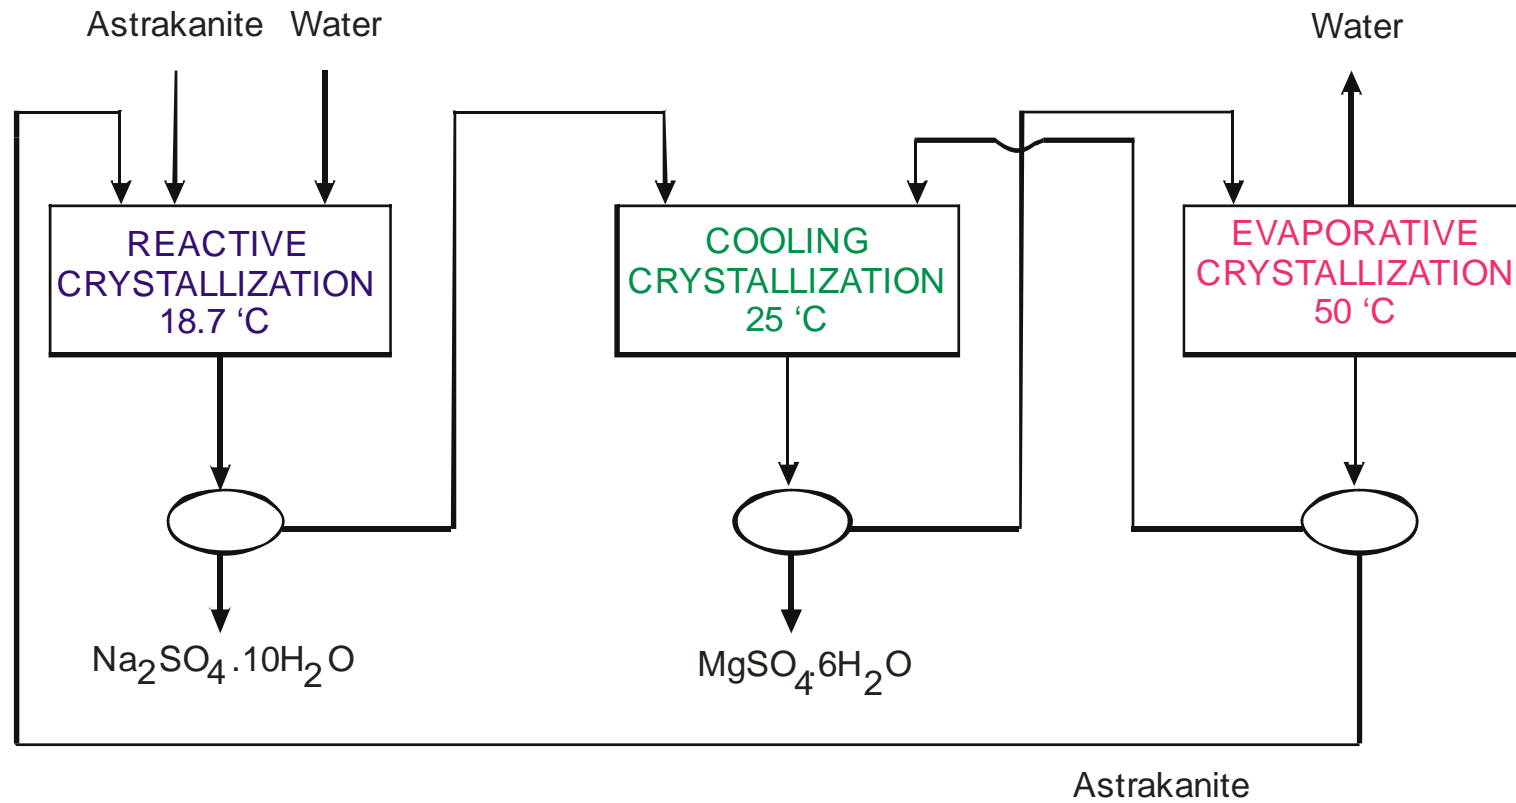 Astrakanite Water
Water
REACTIVE
CRYSTALLIZATION
18.7 ‘C
COOLING
CRYSTALLIZATION
25 ‘C
EVAPORATIVE
CRYSTALLIZATION
50 ‘C
Na2SO4.10H2O
MgSO4.6H2O
Astrakanite